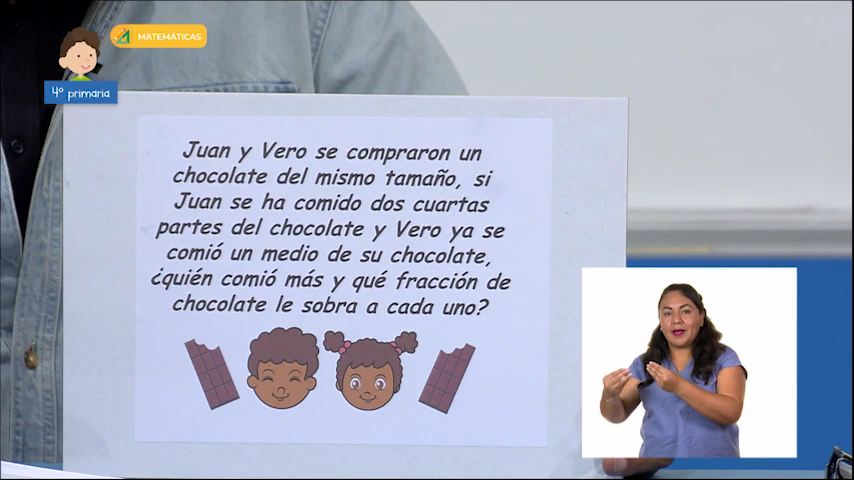 MATEMÁTICAS
4º primaria
Juan y Vero se compraron un
chocolate del mismo tamaño, si
Juan se ha comido dos cuartas
partes del chocolate y Vero ya se
comió un medio de su chocolate,
¿quién comió más y qué fracción de
chocolate le sobra a cada uno?